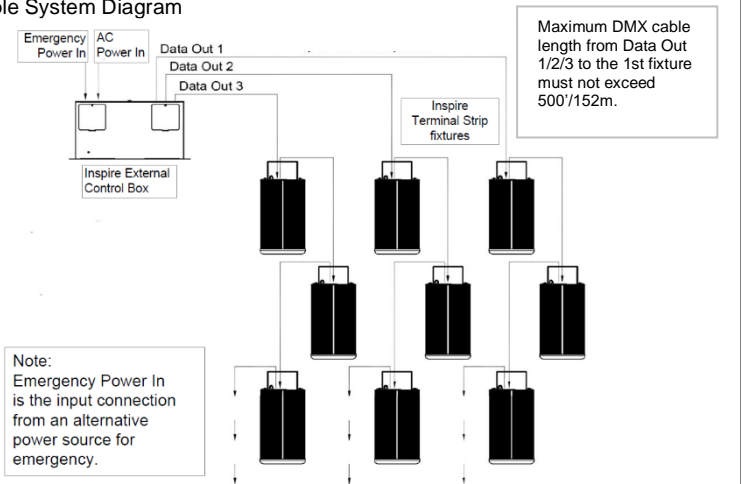 System Diagram
Maximum DMX cable
length from Data Out
1/2/3 to the 1st fixture
must not exceed
500'/152m.
Emergency
Power In
AC
Power In
Data Out 1
Data Out 2
Data Out 3
Inspire
Terminal Strip
fixtures
Inspire External
Control Box
Note:
Emergency Power In
is the input connection
from an alternative
power source for
emergency.